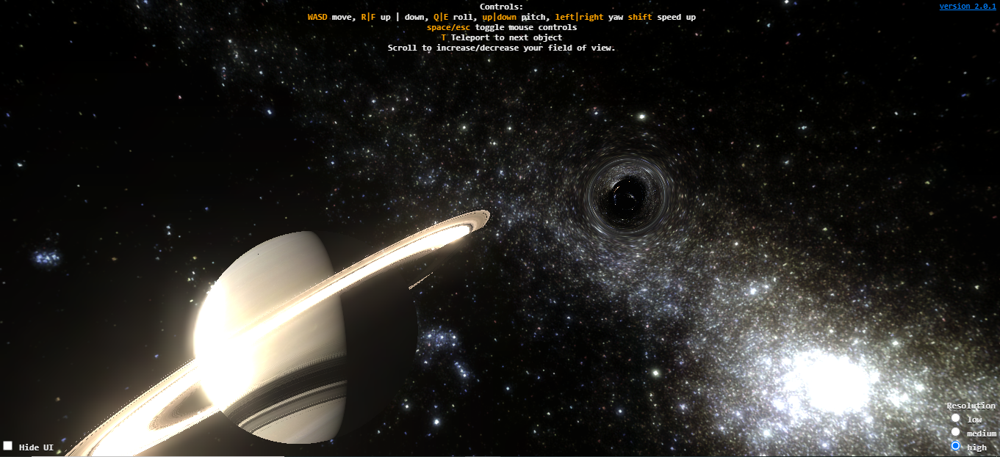 Controls:
WASD move, R|F up | down, Q|E roll, up|down pitch, left|right yaw shift speed up
space/esc toggle mouse controls
T Teleport to next object
Scroll to increase/decrease your field of view.
version 2.0.1
Resolution
low
medium
high
Hide UI